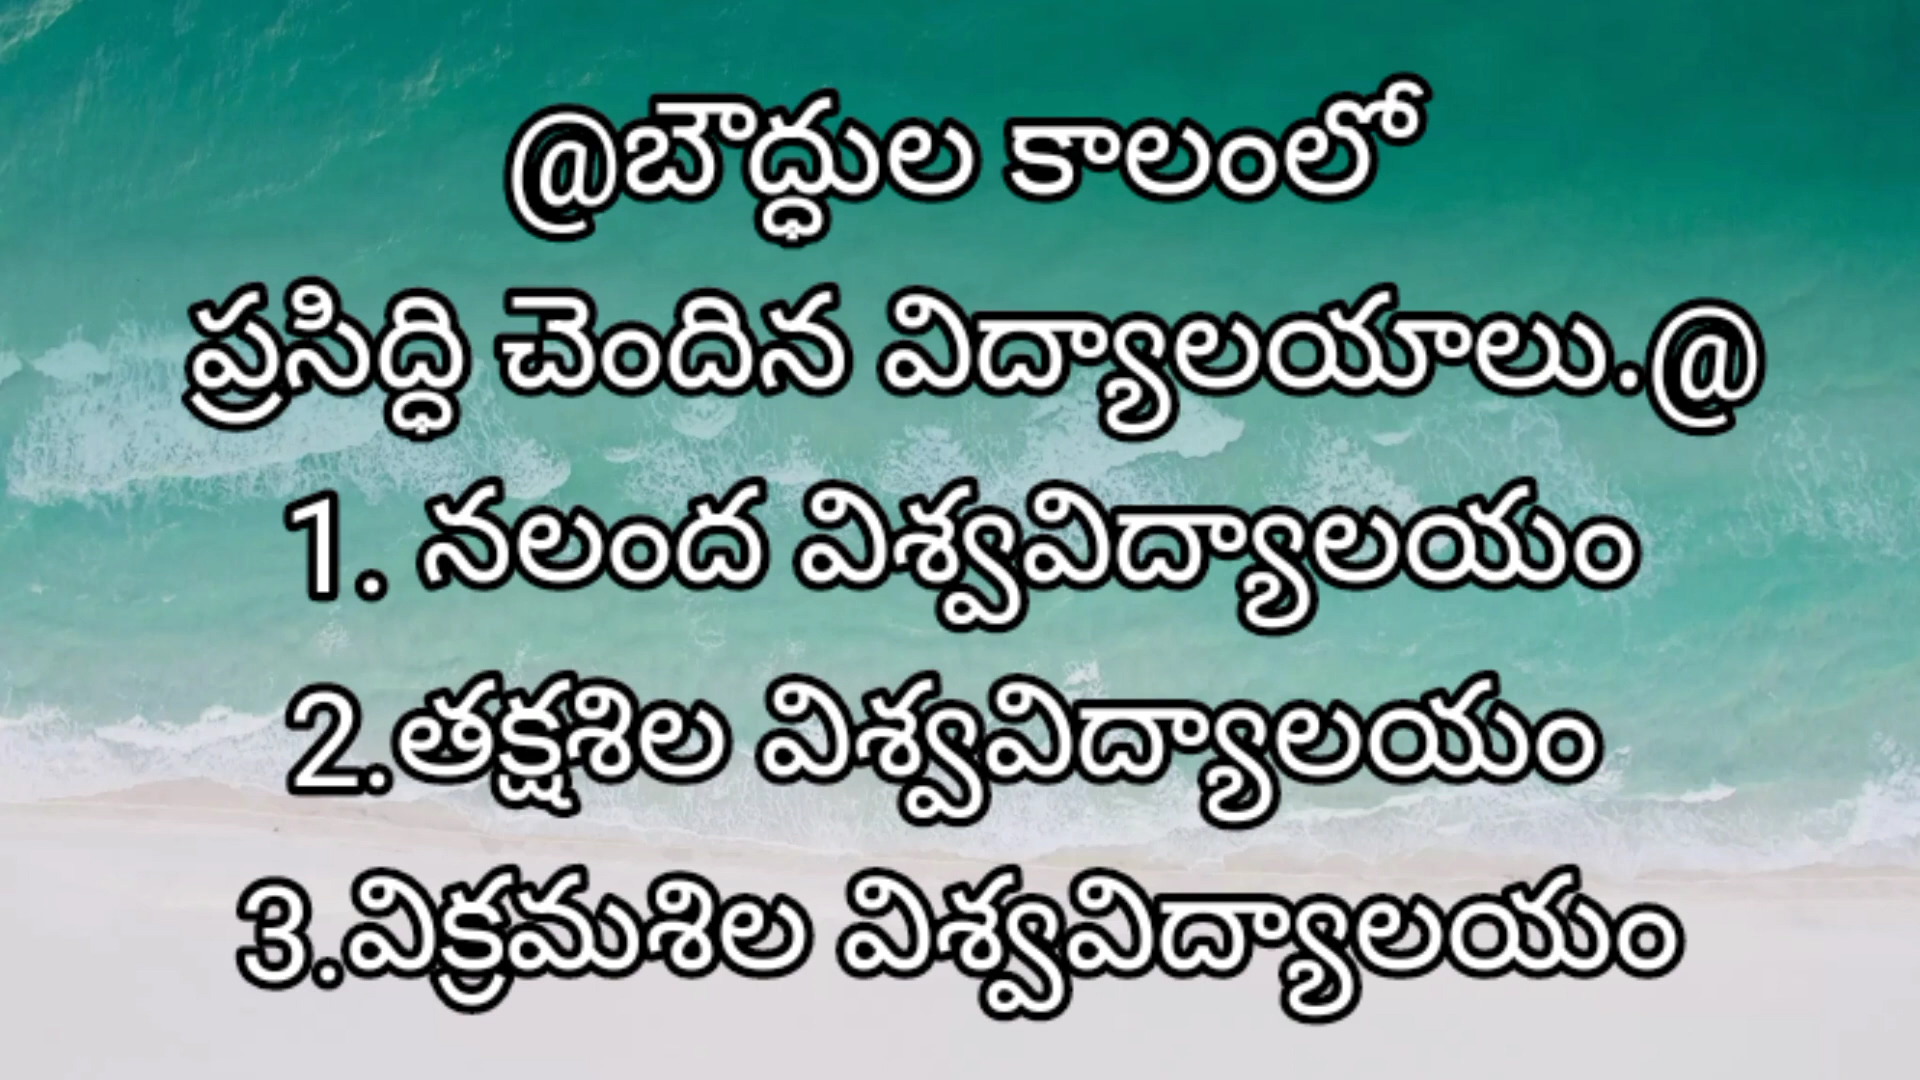 @బౌద్ధుల కాలంలో
ప్రసిద్ధి చెందిన విద్యాలయాలు.@
1. నలంద విశ్వవిద్యాలయం
2.తక్షశిల విశ్వవిద్యాలయం
3.విక్రమశిల విశ్వవిద్యాలయం